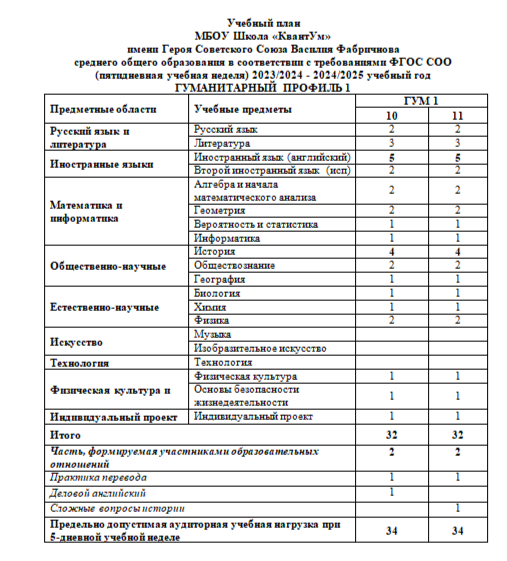 Учебный план
МБОУ Школа «КвантУм»
имени Героя Советского Союза Василия Фабричнова
среднего общего образования в соответствии с требованиями ФГОС СОО
(пятидневная учебная неделя) 2023/2024 - 2024/2025 учебный год
ГУМАНИТАРНЫЙ ПРОФИЛЬ 1
Предметные области Учебные предметы ГУМ 1
10 11
Русский язык и литература Русский язык 2 2
Литература 3 3
Иностранные языки Иностранный язык (английский) 5 5
Второй иностранный язык (исп) 2 2
Математика и информатика Алгебра и начала математического анализа 2 2
Геометрия 2 2
Вероятность и статистика 1 1
Информатика 1 1
Общественно-научные История 4 4
Обществознание 2 2
География 1 1
Естественно-научные Биология 1 1
Химия 1 1
Физика 2 2
Искусство Музыка
Изобразительное искусство
Технология Технология
Физическая культура и Физическая культура 1 1
Основы безопасности жизнедеятельности 1 1
Индивидуальный проект Индивидуальный проект 1 1
Итого 32 32
Часть, формируемая участниками образовательных отношений 2 2
Практика перевода 1 1
Деловой английский 1
Сложные вопросы истории 1
Предельно допустимая аудиторная учебная нагрузка при 5-дневной учебной неделе 34 34